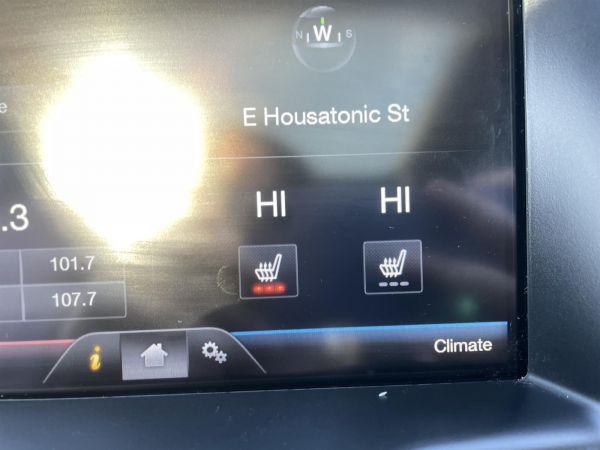 N W S
e
E Housatonic St
HI HI
.3
101.7
107.7
i
Climate